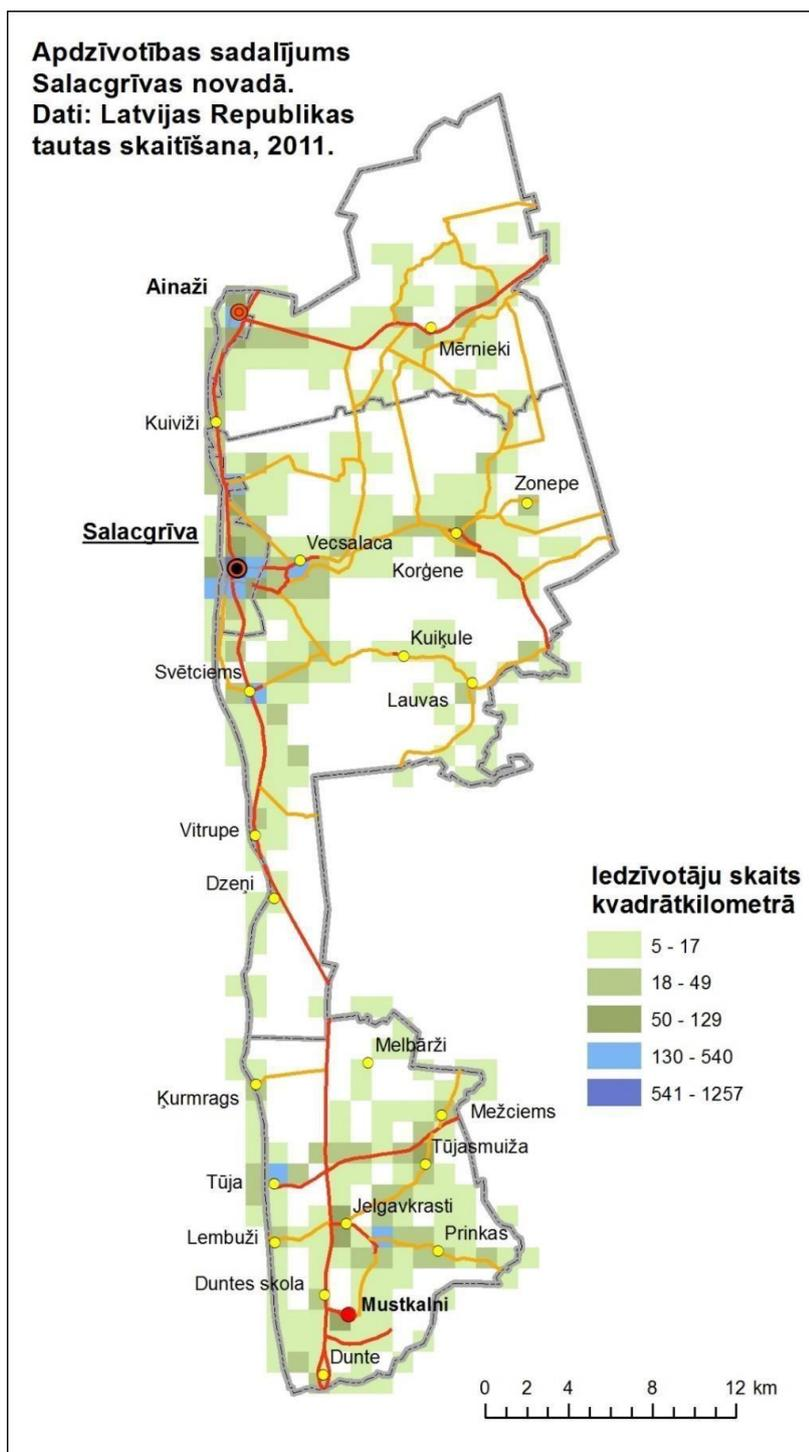 Apdzīvotības sadalījums
Salacgrīvas novadā.
Dati: Latvijas Republikas
tautas skaitīšana, 2011.
Ainaži
Mērnieki
Kuiviži
Zonepe
Salacgrīva
Vecsalaca
Korģene
Kuiķule
Svētciems
Lauvas
Vitrupe
Dzeņi
Iedzīvotāju skaits
kvadrātkilometrā
5 - 17
18 - 49
50 - 129
130 - 540
541 - 1257
Melbārži
Ķurmrags
Mežciems
Tūjasmuiža
Tūja
Jelgavkrasti
Lembuži
Prinkas
Duntes skola
Mustkalni
Dunte
0 2 4 8 12 km